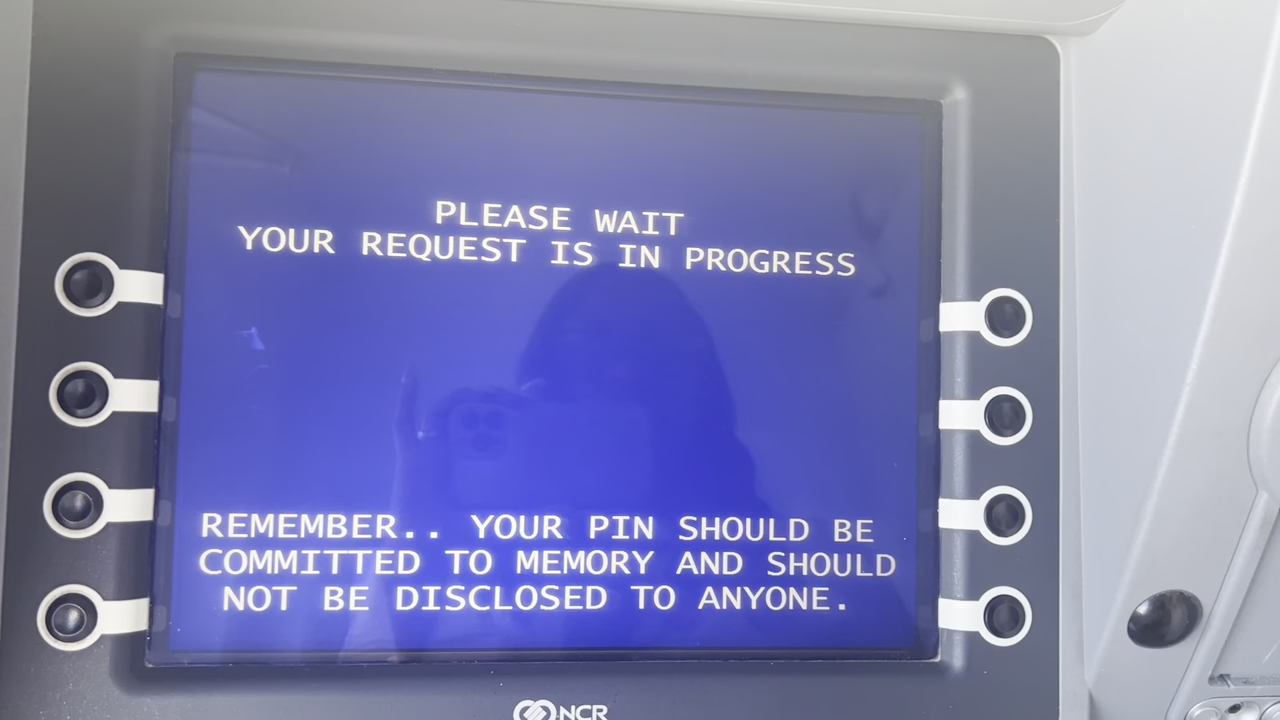 PLEASE WAIT
YOUR REQUEST IS IN PROGRESS
REMEMBER.. YOUR PIN SHOULD BE
COMMITTED TO MEMORY AND SHOULD
NOT BE DISCLOSED TO ANYONE.
NCR